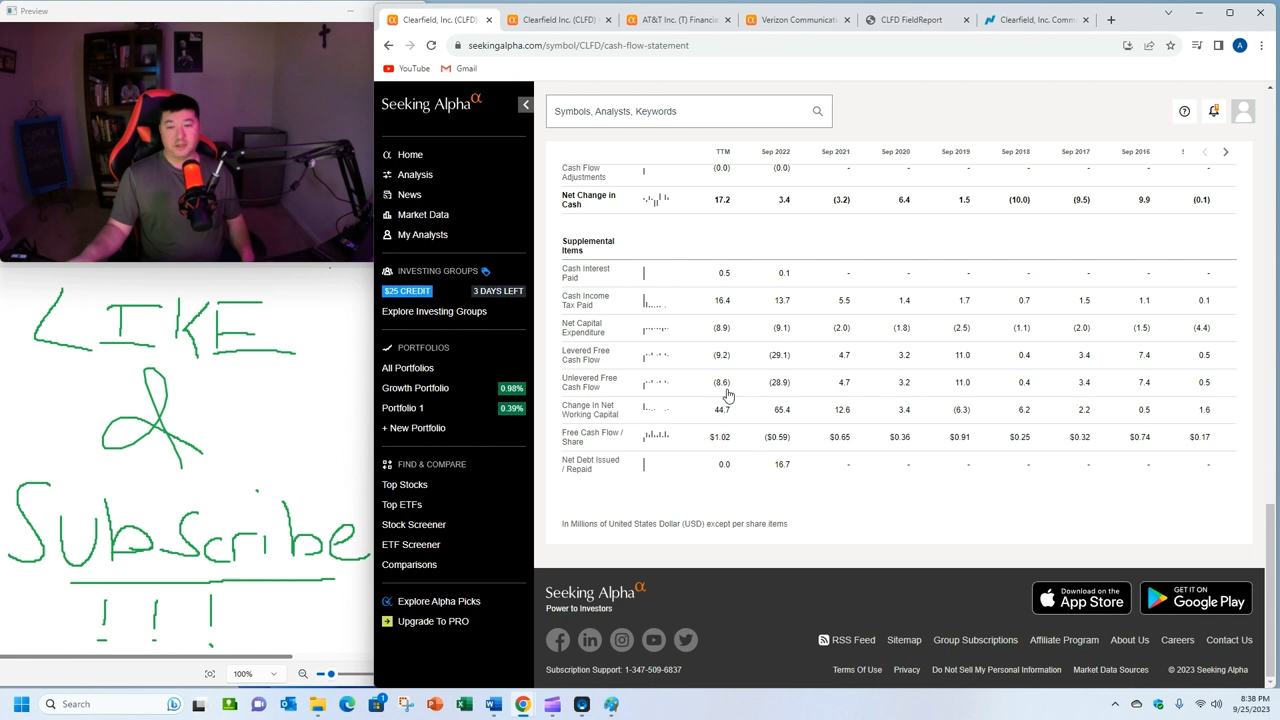 Preview
Clearfield, Inc. (CLFD)
Clearfield Inc. (CLFD)
AT&T Inc. (T) Financia
Verizon Communicati
CLFD FieldReport
Clearfield, Inc. Comm
seekingalpha.com/symbol/CLFD/cash-flow-statement
A
YouTube
Gmail
Seeking Alpha α
Home
Analysis
News
Market Data
My Analysts
INVESTING GROUPS
$25 CREDIT 3 DAYS LEFT
Explore Investing Groups
PORTFOLIOS
All Portfolios
Growth Portfolio 0.98%
Portfolio 1 0.39%
+ New Portfolio
FIND & COMPARE
Top Stocks
Top ETFs
Stock Screener
ETF Screener
Comparisons
Explore Alpha Picks
Upgrade To PRO
Symbols, Analysts, Keywords
TTM Sep 2022 Sep 2021 Sep 2020 Sep 2019 Sep 2018 Sep 2017 Sep 2016
Cash Flow
Adjustments (0.0) (0.0) - - - - - - -
Net Change in
Cash 17.2 3.4 (3.2) 6.4 1.5 (10.0) (9.5) 9.9 (0.1)
Supplemental
Items
Cash Interest
Paid 0.5 0.1 - - - - - - -
Cash Income
Tax Paid 16.4 13.7 5.5 1.4 1.7 0.7 1.5 1.1 0.1
Net Capital
Expenditure (8.9) (9.1) (2.0) (1.8) (2.5) (1.1) (2.0) (1.5) (4.4)
Levered Free
Cash Flow (9.2) (29.1) 4.7 3.2 11.0 0.4 3.4 7.4 0.5
Unlevered Free
Cash Flow (8.6) (28.9) 4.7 3.2 11.0 0.4 3.4 7.4 0.5
Change In Net
Working Capital 44.7 65.4 12.6 3.4 (6.3) 6.2 2.2 0.5 1.6
Free Cash Flow /
Share $1.02 ($0.59) $0.65 $0.36 $0.91 $0.25 $0.32 $0.74 $0.17
Net Debt Issued
/ Repaid 0.0 16.7 - - - - - - -
In Millions of United States Dollar (USD) except per share items
Seeking Alpha α
Power to Investors
Download on the
App Store
GET IT ON
Google Play
RSS Feed Sitemap Group Subscriptions Affiliate Program About Us Careers Contact Us
Subscription Support: 1-347-509-6837 Terms Of Use Privacy Do Not Sell My Personal Information Market Data Sources © 2023 Seeking Alpha
LIKE
&
Subscribe
!!!
100%
Search
8:38 PM
9/25/2023